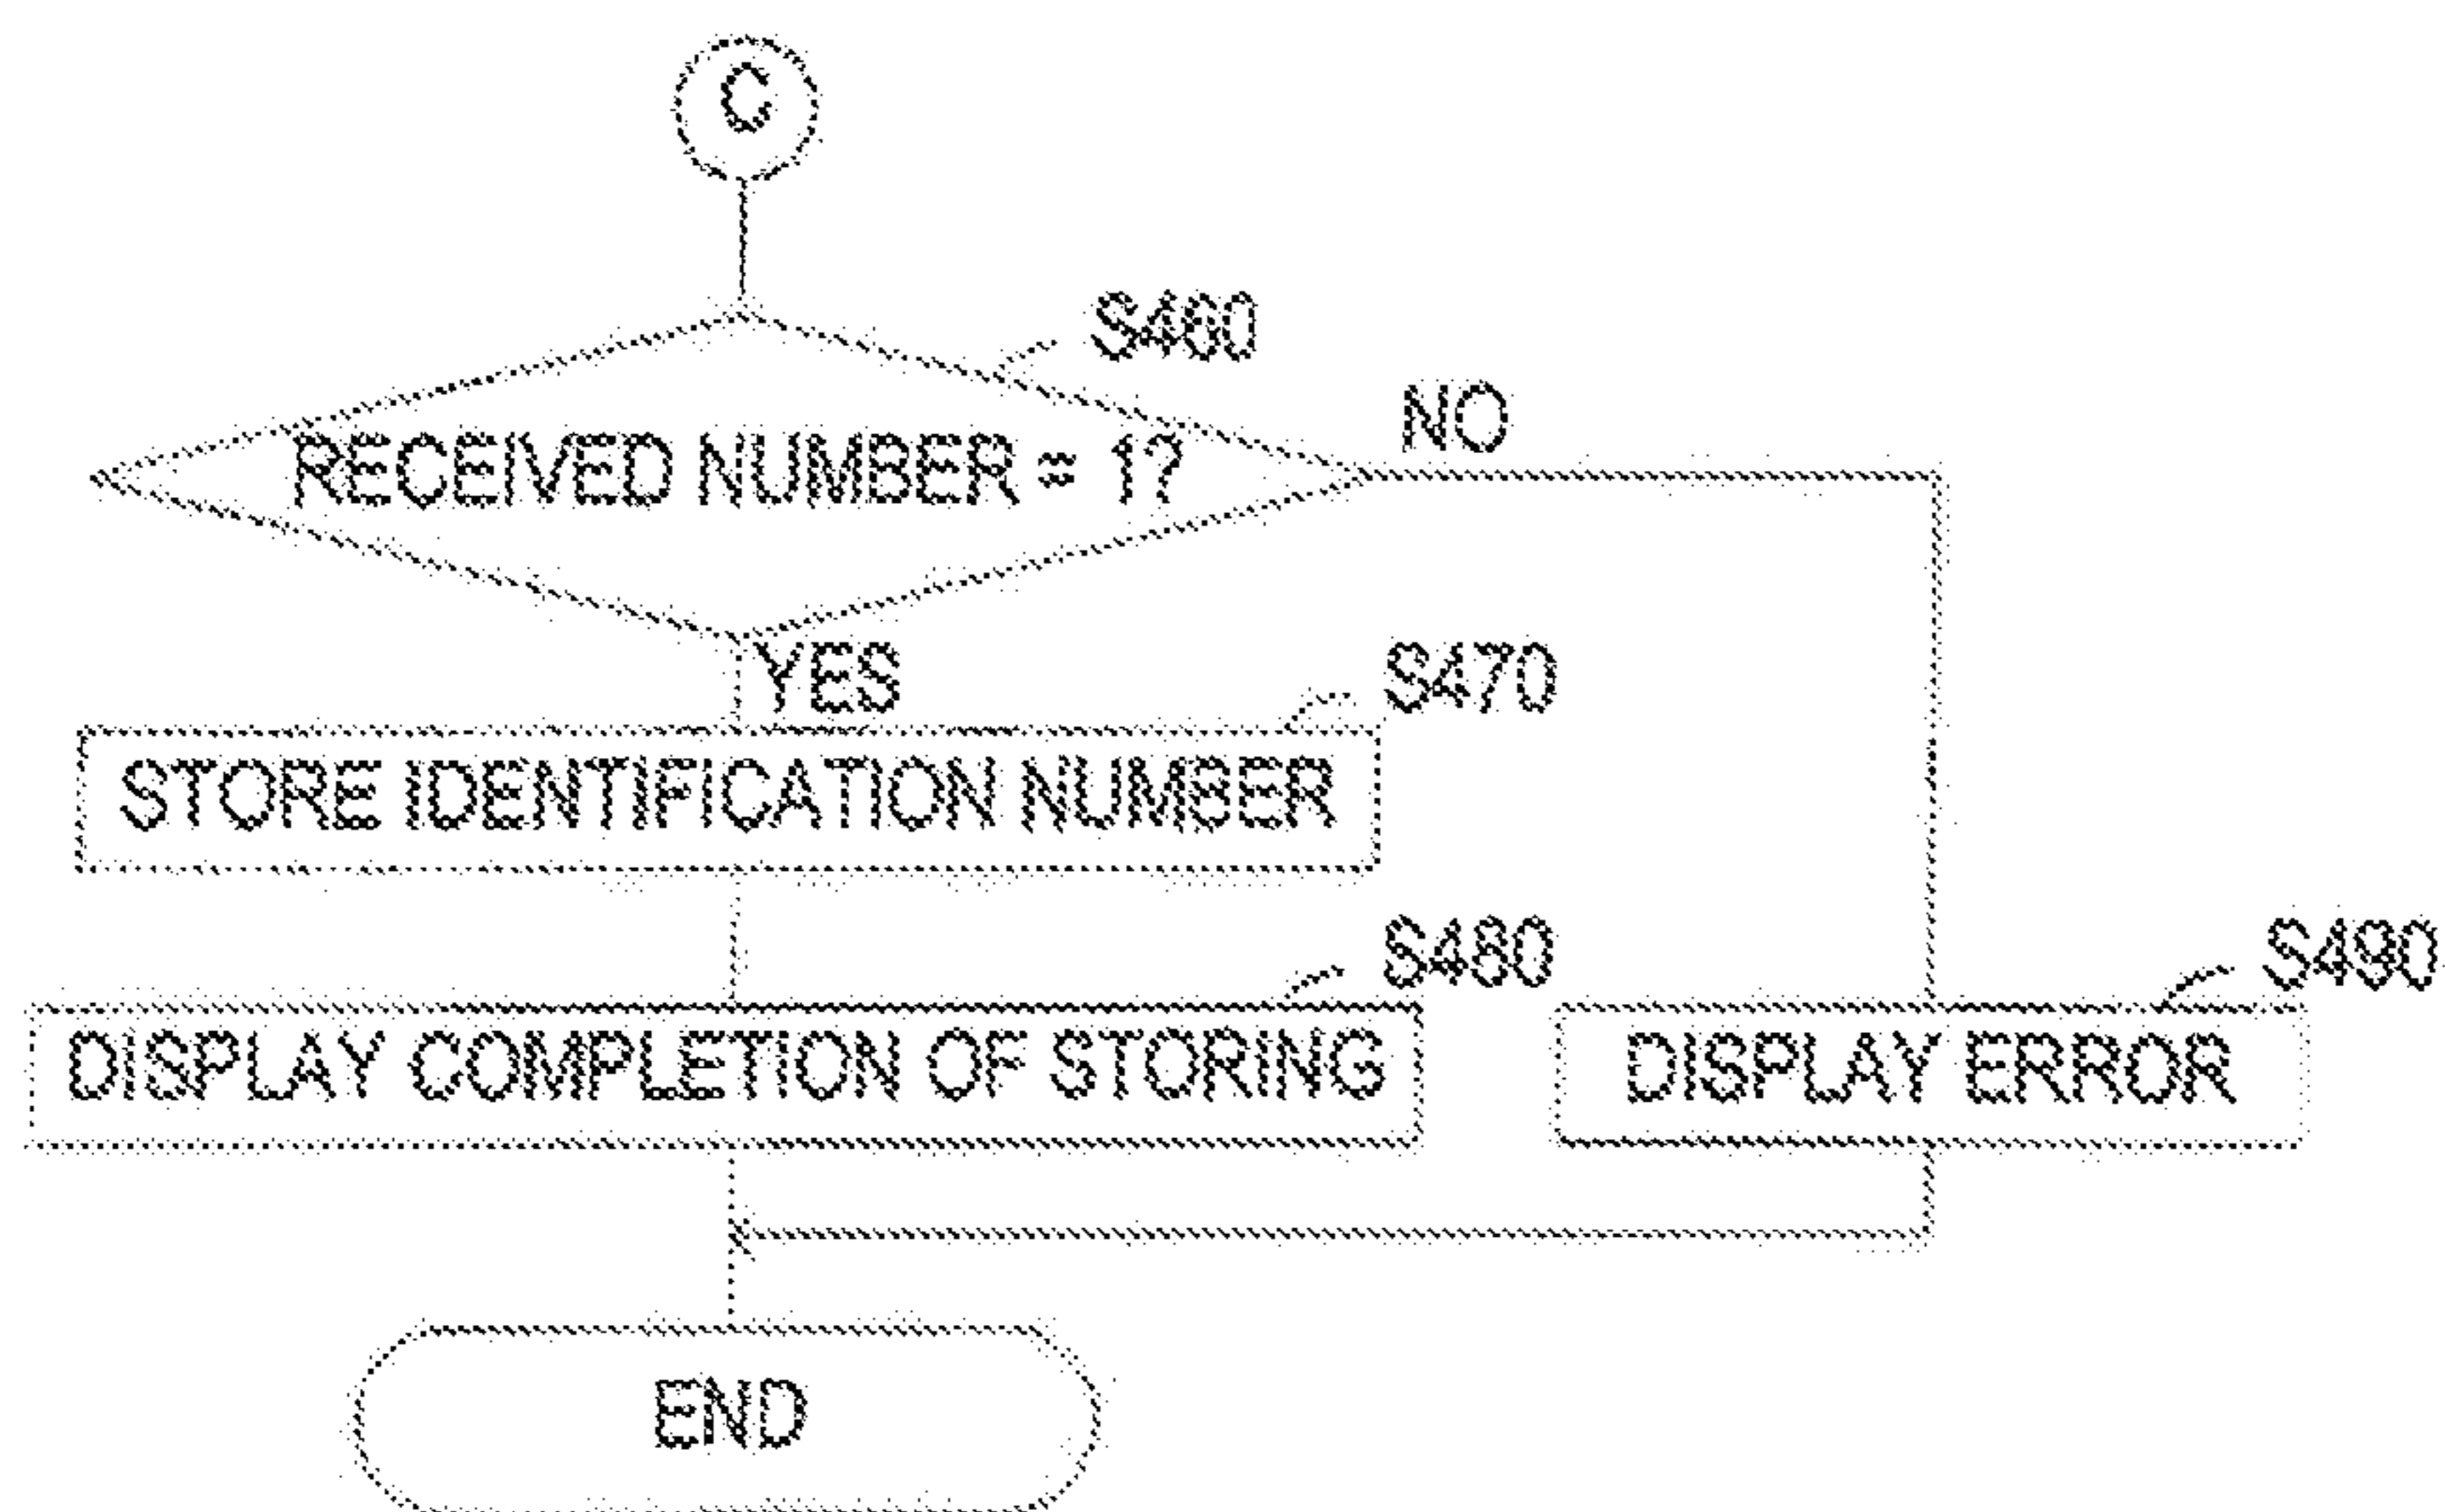 C
S460
RECEIVED NUMBER = 1?
NO
YES
S470
STORE IDENTIFICATION NUMBER
S480
S490
DISPLAY COMPLETION OF STORING
DISPLAY ERROR
END